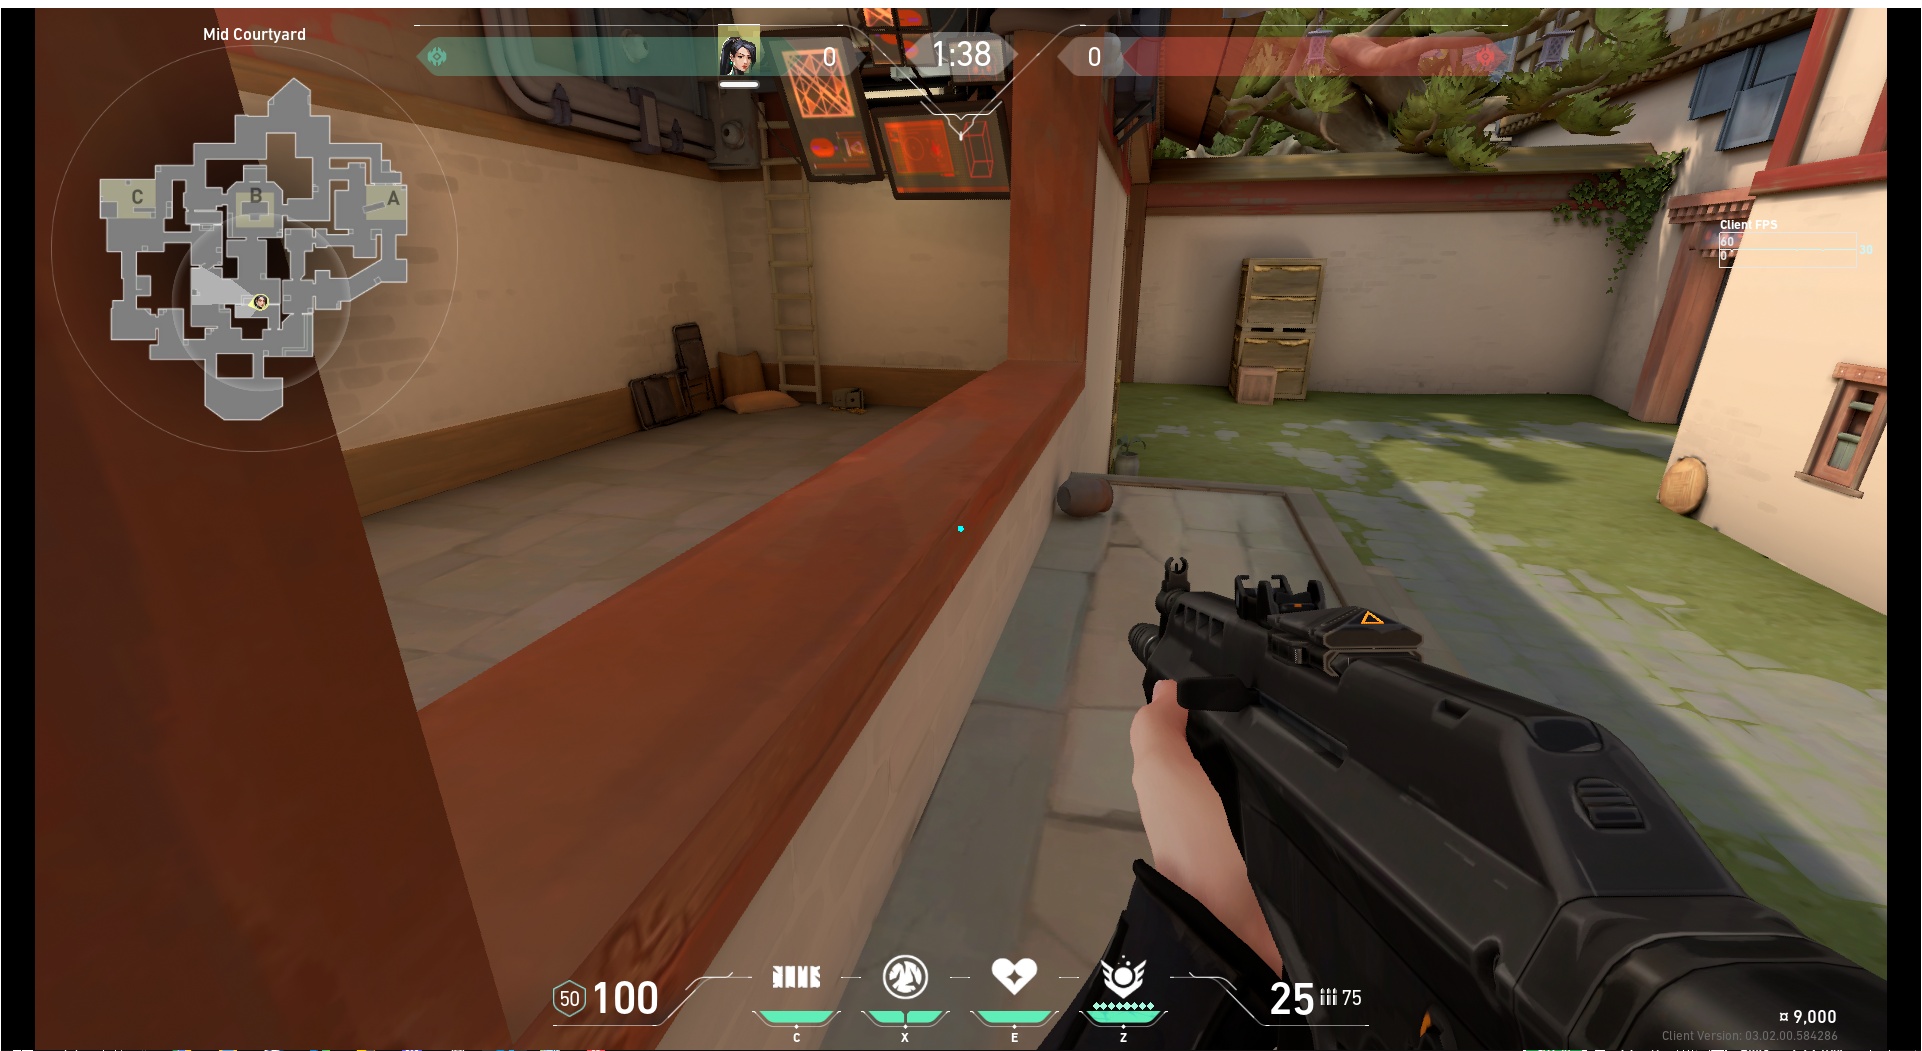 Mid Courtyard
0
1:38
0
C
B
A
Client FPS
60
30
0
50
100
C
X
E
Z
25
75
¤ 9,000
Client Version: 03.02.00.584286